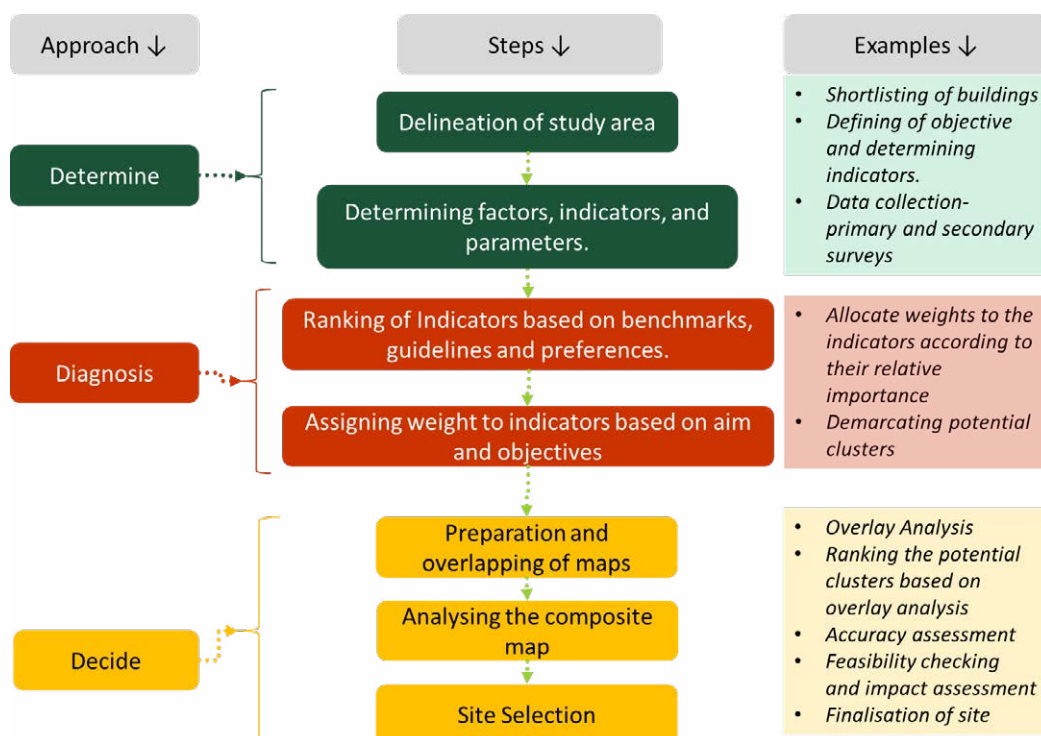 Approach ↓
Steps ↓
Examples ↓
Determine
Delineation of study area
Determining factors, indicators, and
parameters.
• Shortlisting of buildings
• Defining of objective
and determining
indicators.
• Data collection-
primary and secondary
surveys
Diagnosis
Ranking of Indicators based on benchmarks,
guidelines and preferences.
Assigning weight to indicators based on aim
and objectives
• Allocate weights to the
indicators according to
their relative
importance
• Demarcating potential
clusters
Decide
Preparation and
overlapping of maps
Analysing the composite
map
Site Selection
• Overlay Analysis
• Ranking the potential
clusters based on
overlay analysis
• Accuracy assessment
• Feasibility checking
and impact assessment
• Finalisation of site